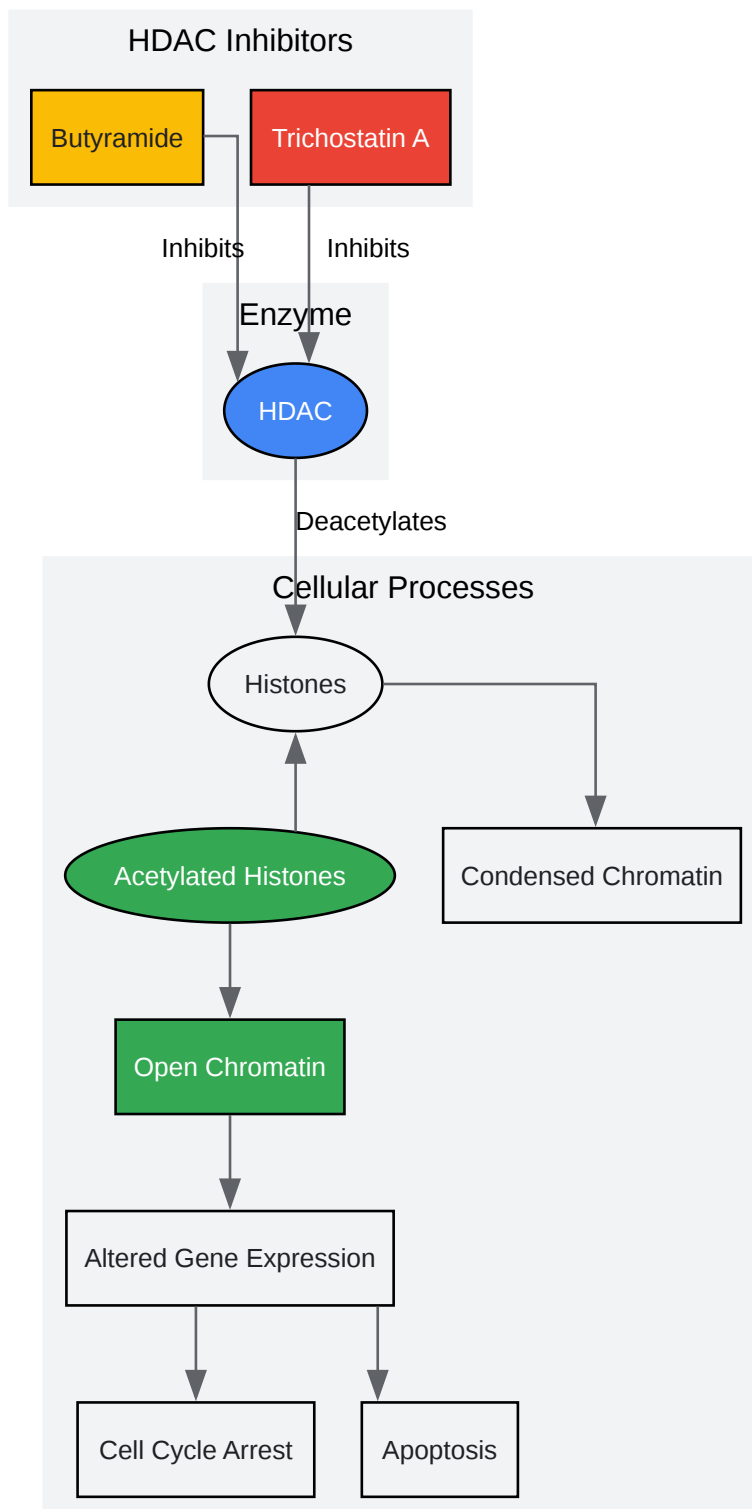 HDAC Inhibitors
Butyramide
Trichostatin A
Inhibits
Inhibits
Enzyme
HDAC
Deacetylates
Cellular Processes
Histones
Acetylated Histones
Condensed Chromatin
Open Chromatin
Altered Gene Expression
Cell Cycle Arrest
Apoptosis